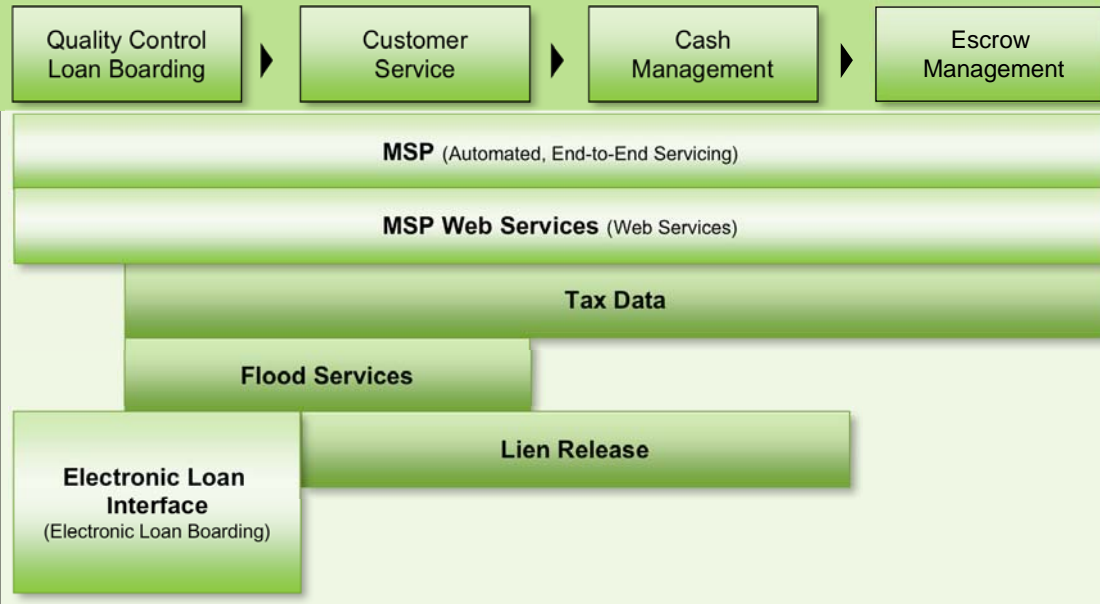 Quality Control
Loan Boarding
Customer
Service
Cash
Management
Escrow
Management
MSP (Automated, End-to-End Servicing)
MSP Web Services (Web Services)
Tax Data
Flood Services
Lien Release
Electronic Loan
Interface
(Electronic Loan Boarding)